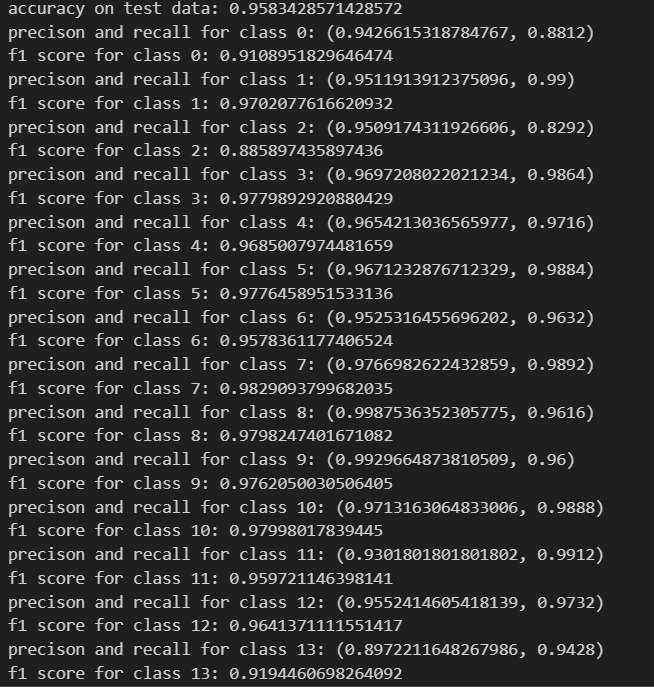 accuracy on test data: 0.9583428571428572
precison and recall for class 0: (0.9426615318784767, 0.8812)
f1 score for class 0: 0.9108951829646474
precison and recall for class 1: (0.9511913912375096, 0.99)
f1 score for class 1: 0.9702077616620932
precison and recall for class 2: (0.9509174311926606, 0.8292)
f1 score for class 2: 0.885897435897436
precison and recall for class 3: (0.9697208022021234, 0.9864)
f1 score for class 3: 0.9779892920880429
precison and recall for class 4: (0.9654213036565977, 0.9716)
f1 score for class 4: 0.9685007974481659
precison and recall for class 5: (0.9671232876712329, 0.9884)
f1 score for class 5: 0.9776458951533136
precison and recall for class 6: (0.9525316455696202, 0.9632)
f1 score for class 6: 0.9578361177406524
precison and recall for class 7: (0.9766982622432859, 0.9892)
f1 score for class 7: 0.9829093799682035
precison and recall for class 8: (0.9987536352305775, 0.9616)
f1 score for class 8: 0.9798247401671082
precison and recall for class 9: (0.9929664873810509, 0.96)
f1 score for class 9: 0.9762050030506405
precison and recall for class 10: (0.9713163064833006, 0.9888)
f1 score for class 10: 0.97998017839445
precison and recall for class 11: (0.9301801801801802, 0.9912)
f1 score for class 11: 0.959721146398141
precison and recall for class 12: (0.9552414605418139, 0.9732)
f1 score for class 12: 0.9641371111551417
precison and recall for class 13: (0.8972211648267986, 0.9428)
f1 score for class 13: 0.9194460698264092